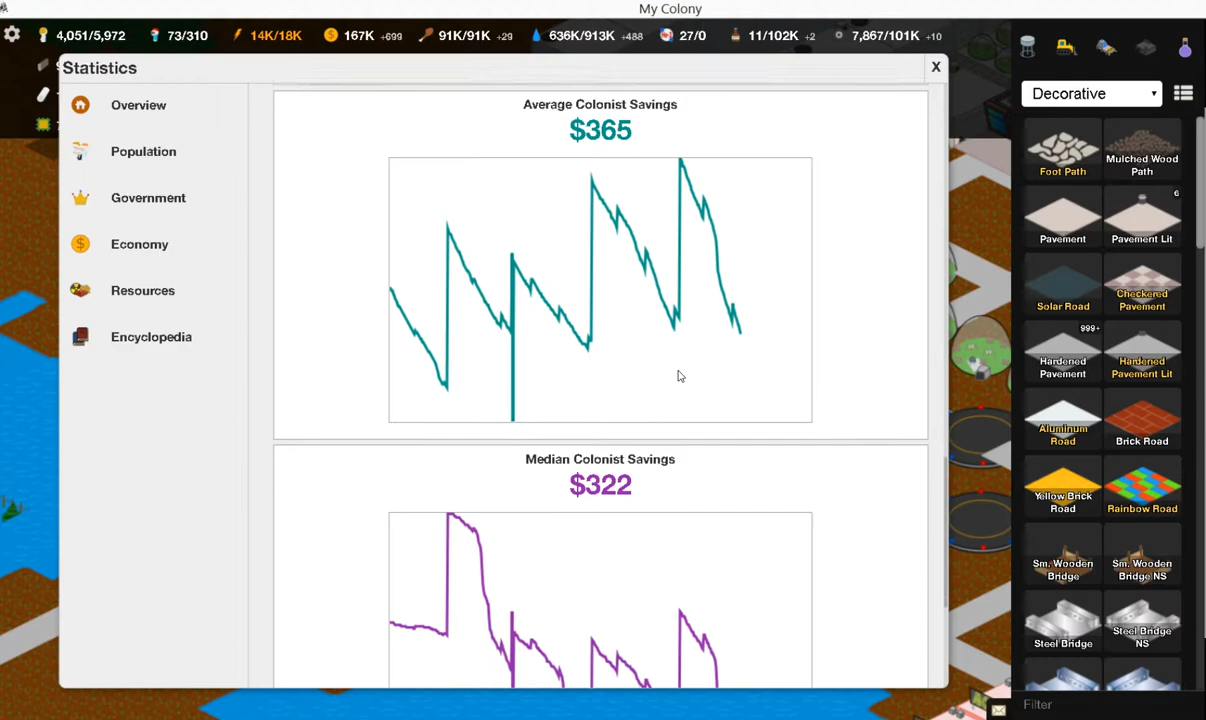 My Colony
4,051/5,972 73/310 14K/18K 167K +699 91K/91K +29 636K/913K +488 27/0 11/102K +2 7,867/101K +10
Statistics
X
Overview
Population
Government
Economy
Resources
Encyclopedia
Average Colonist Savings
$365
Median Colonist Savings
$322
Decorative
Foot Path
Mulched Wood
Path
6
Pavement
Pavement Lit
Solar Road
Checkered
Pavement
999+
Hardened
Pavement
Hardened
Pavement Lit
Aluminum
Road
Brick Road
Yellow Brick
Road
Rainbow Road
Sm. Wooden
Bridge
Sm. Wooden
Bridge NS
Steel Bridge
Steel Bridge
NS
Filter